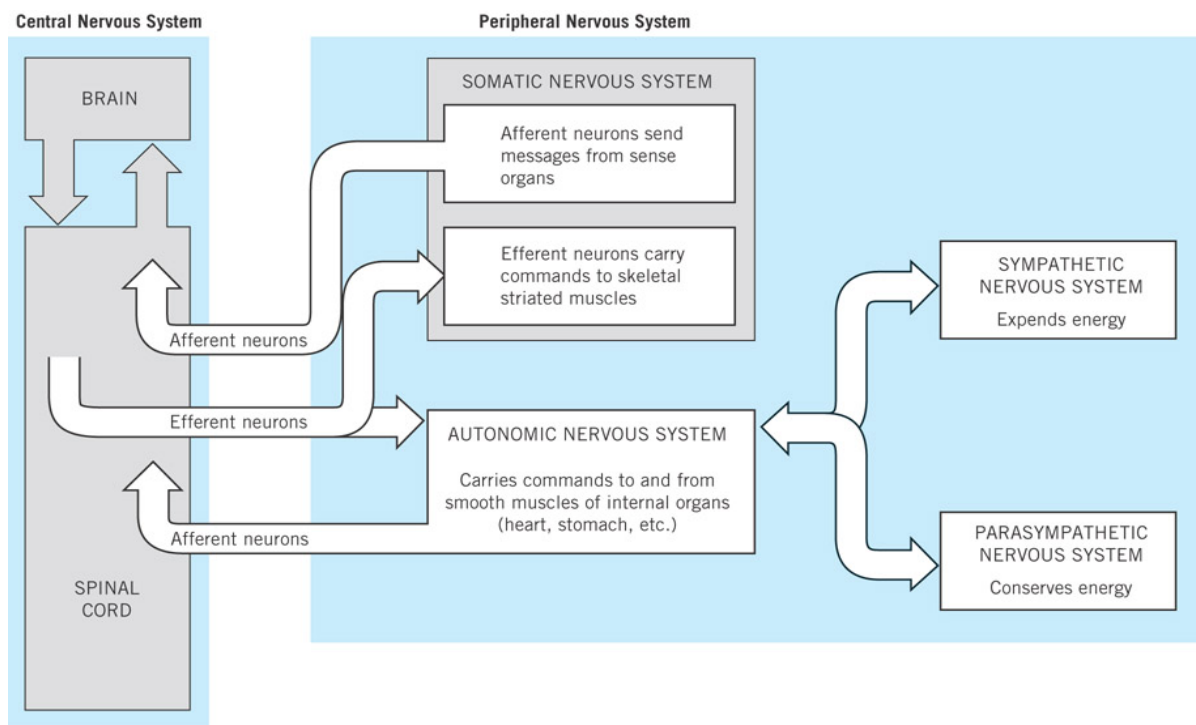 Central Nervous System
Peripheral Nervous System
BRAIN
SOMATIC NERVOUS SYSTEM
Afferent neurons send
messages from sense
organs
Efferent neurons carry
commands to skeletal
striated muscles
Afferent neurons
Efferent neurons
AUTONOMIC NERVOUS SYSTEM
Carries commands to and from
smooth muscles of internal organs
(heart, stomach, etc.)
Afferent neurons
SPINAL
CORD
SYMPATHETIC
NERVOUS SYSTEM
Expends energy
PARASYMPATHETIC
NERVOUS SYSTEM
Conserves energy